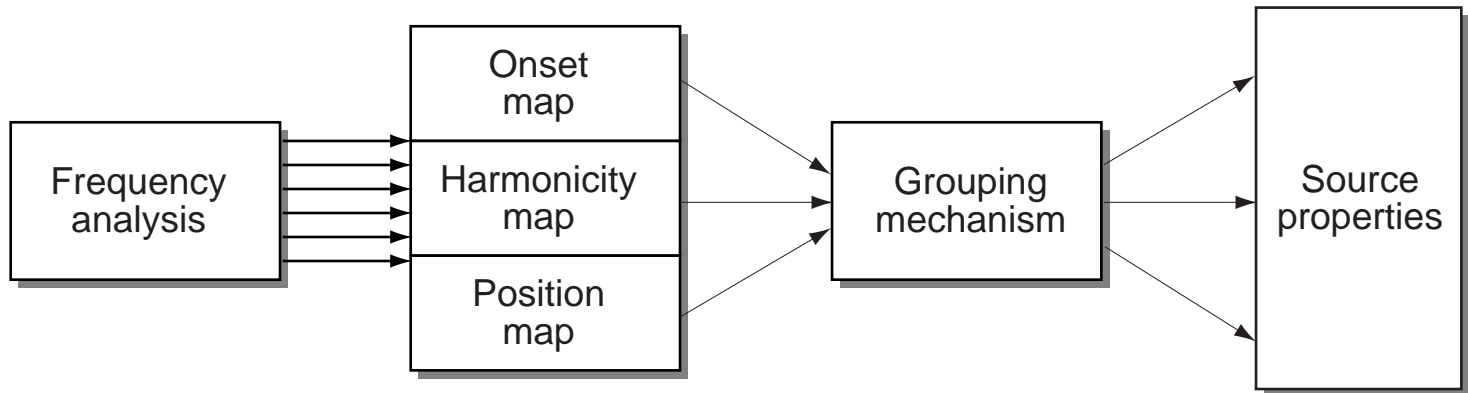 Frequency
analysis
Onset
map
Harmonicity
map
Position
map
Grouping
mechanism
Source
properties